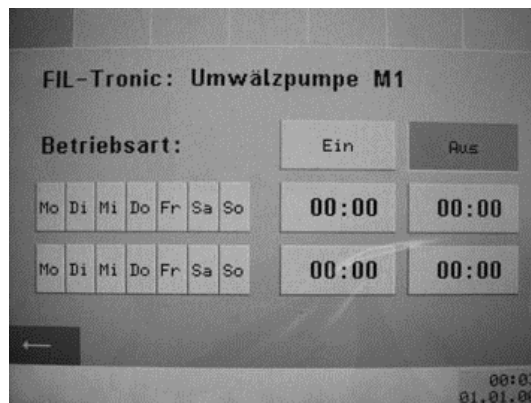 FIL-Tronic: Umwälzpumpe M1
Betriebsart: Ein Aus
Mo Di Mi Do Fr Sa So 00:00 00:00
Mo Di Mi Do Fr Sa So 00:00 00:00
←